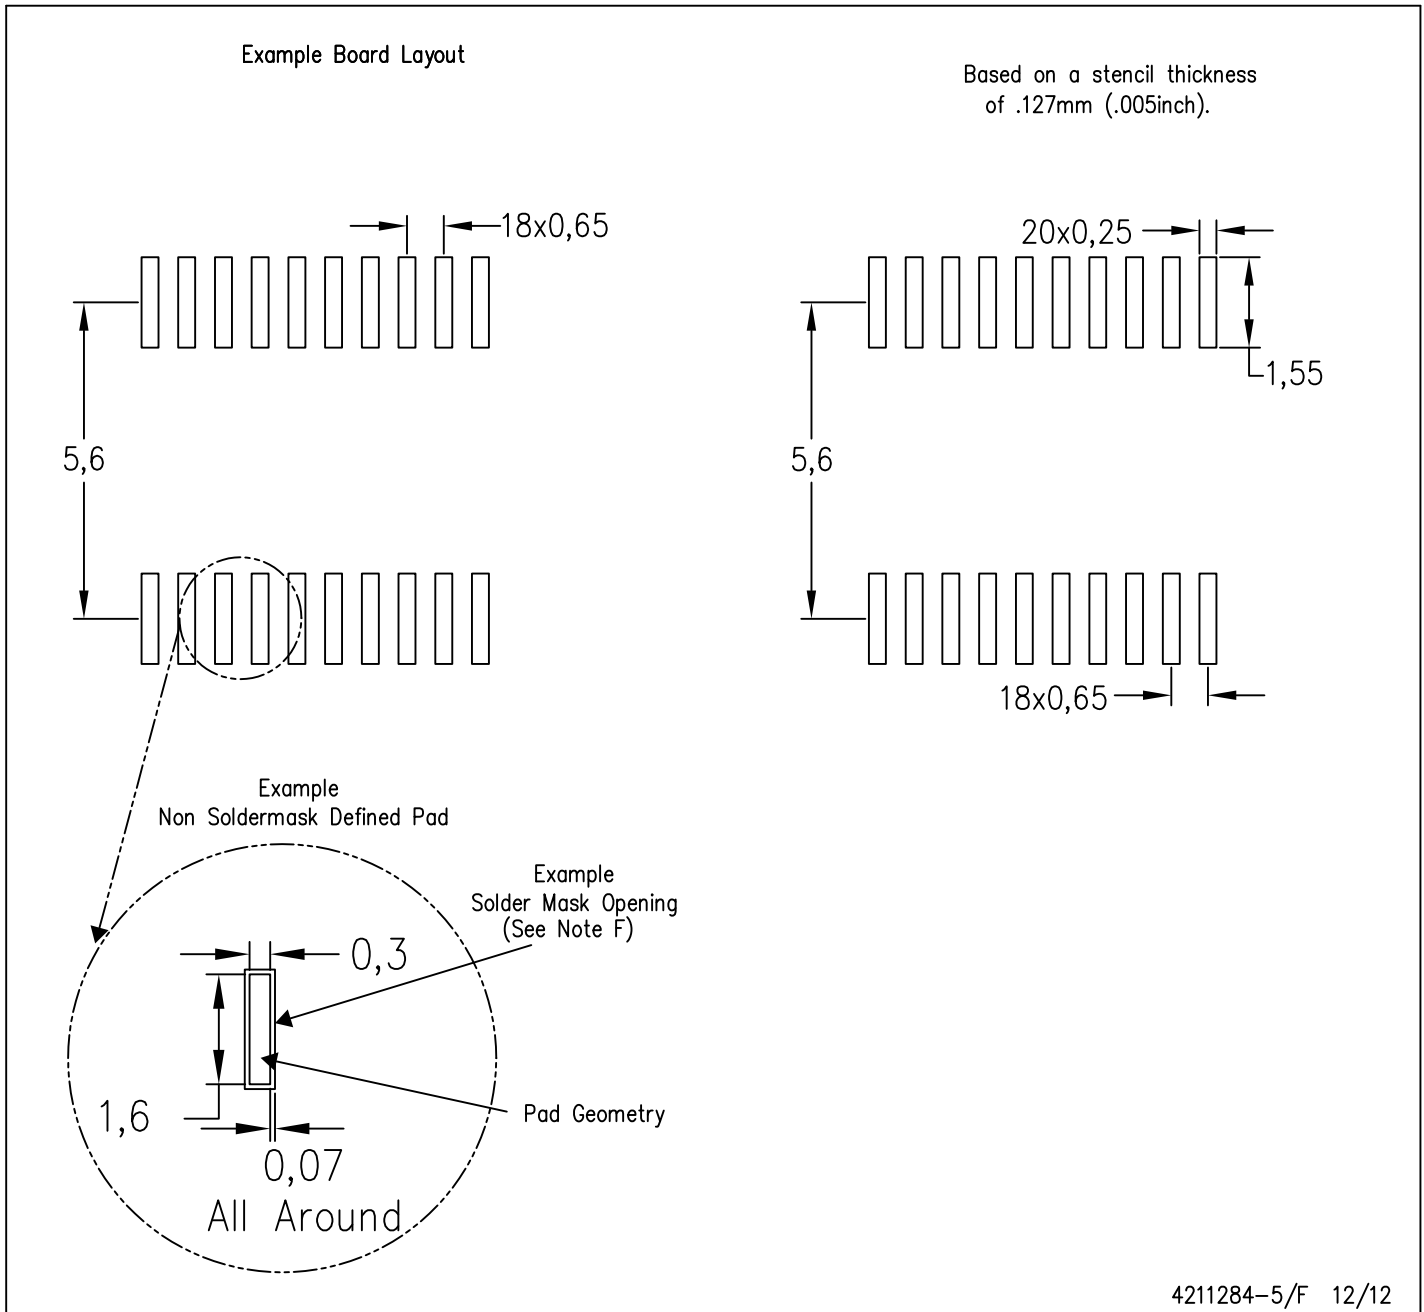 Example Board Layout
Based on a stencil thickness
of .127mm (.005inch).
18x0,65
20x0,25
1,55
5,6
5,6
18x0,65
Example
Non Soldermask Defined Pad
Example
Solder Mask Opening
(See Note F)
0,3
1,6
Pad Geometry
0,07
All Around
4211284-5/F 12/12